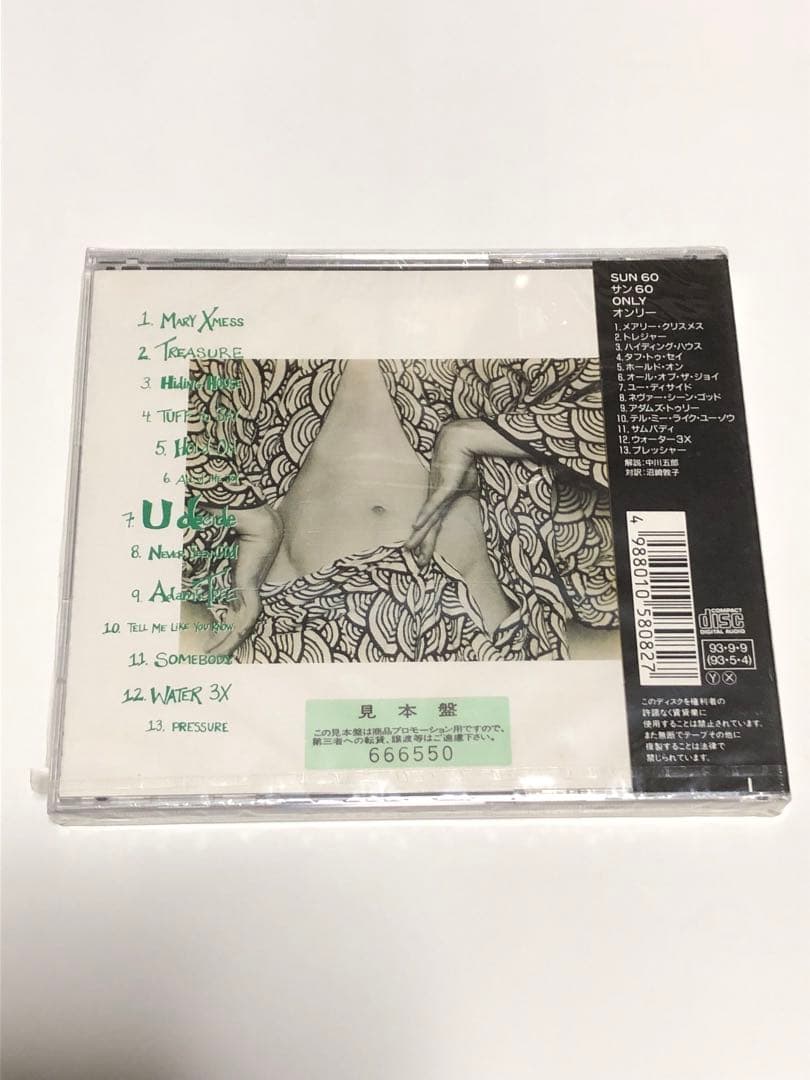 1. MARY XMESS
2. TREASURE
3. HIDING HOUSE
4. TUFF TO SAY
5. HOLD ON
6. ALL OF THE JOY
7. U decide
8. NEVER SEEN GOD
9. ADAM'S TREE
10. TELL ME LIKE YOU KNOW
11. SOMEBODY
12. WATER 3X
13. PRESSURE
見本盤
この見本盤は商品プロモーション用ですので、
第三者への転貸、譲渡等はご遠慮下さい。
666550
SUN 60
サン 60
ONLY
オンリー
1.メアリー・クリスメス
2.トレジャー
3.ハイディング・ハウス
4.タフ・トゥ・セイ
5.ホールド・オン
6.オール・オブ・ザ・ジョイ
7.ユー・ディサイド
8.ネヴァー・シーン・ゴッド
9.アダムズ・トゥリー
10.テル・ミー・ライク・ユー・ノウ
11.サムバディ
12.ウォーター3X
13.プレッシャー
解説:中川五郎
対訳:沼崎敦子
4988010580827
COMPACT
disc
DIGITAL AUDIO
93・9・9
(93・5・4)
Y X
このディスクを権利者の
許諾なく賃貸業に
使用することは禁止されています。
また無断でテープその他に
複製することは法律で
禁じられています。